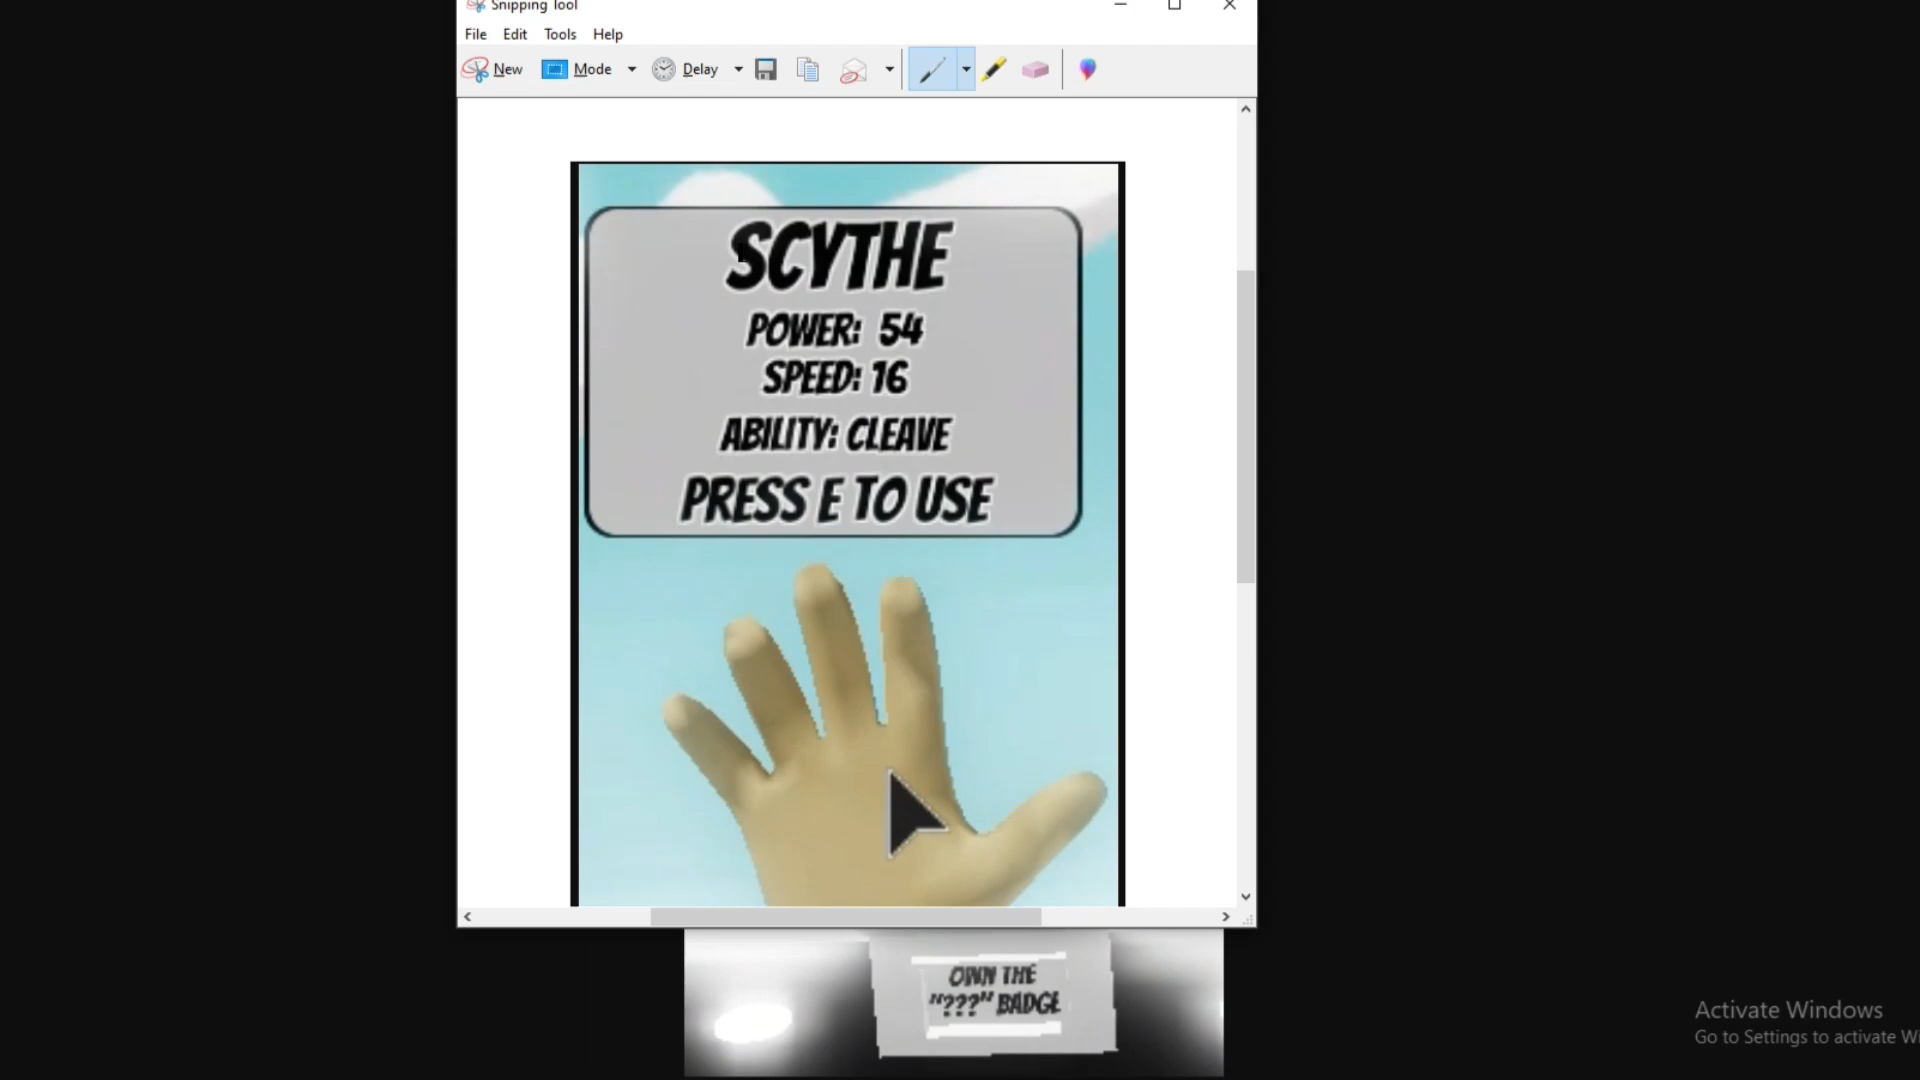 Snipping Tool
File Edit Tools Help
New Mode Delay
SCYTHE
POWER: 54
SPEED: 16
ABILITY: CLEAVE
PRESS E TO USE
OWN THE
"???" BADGE
Activate Windows
Go to Settings to activate Wi